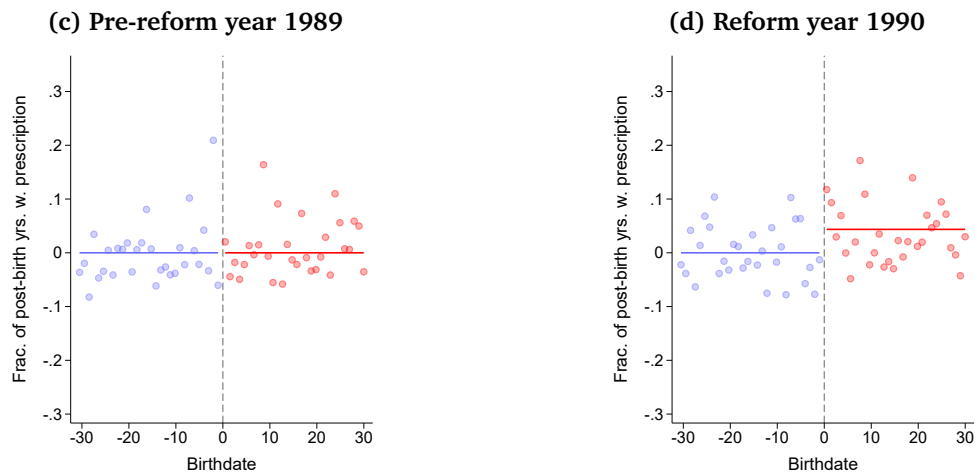 (c) Pre-reform year 1989
Frac. of post-birth yrs. w. prescription
.3
.2
.1
0
-.1
-.2
-.3
-30 -20 -10 0 10 20 30
Birthdate
(d) Reform year 1990
Frac. of post-birth yrs. w. prescription
.3
.2
.1
0
-.1
-.2
-.3
-30 -20 -10 0 10 20 30
Birthdate